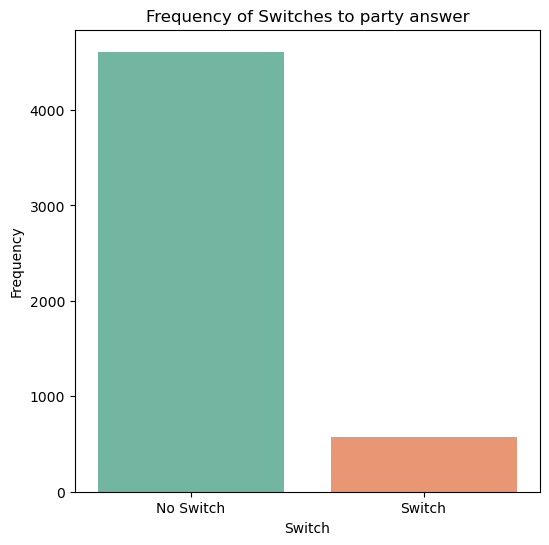 Frequency of Switches to party answer
4000
3000
2000
1000
0
Frequency
No Switch
Switch
Switch